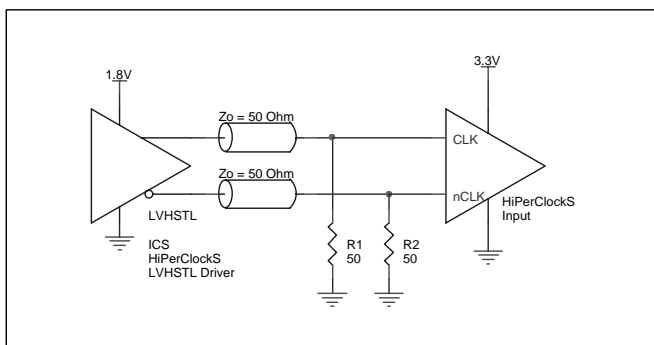 1.8V
3.3V
Zo = 50 Ohm
CLK
Zo = 50 Ohm
nCLK
HiPerClockS
Input
LVHSTL
ICS
HiPerClockS
LVHSTL Driver
R1
50
R2
50